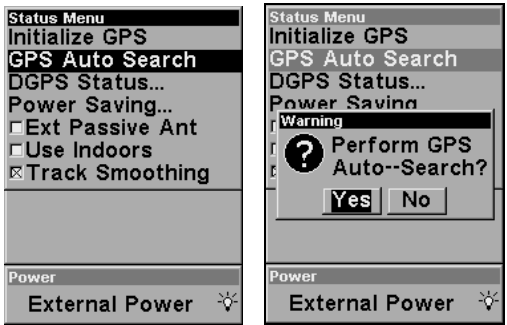 Status Menu
Initialize GPS
GPS Auto Search
DGPS Status...
Power Saving...
Ext Passive Ant
Use Indoors
Track Smoothing
Power
External Power
Status Menu
Initialize GPS
GPS Auto Search
DGPS Status...
Power Saving
Warning
Perform GPS
Auto--Search?
Yes No
Power
External Power